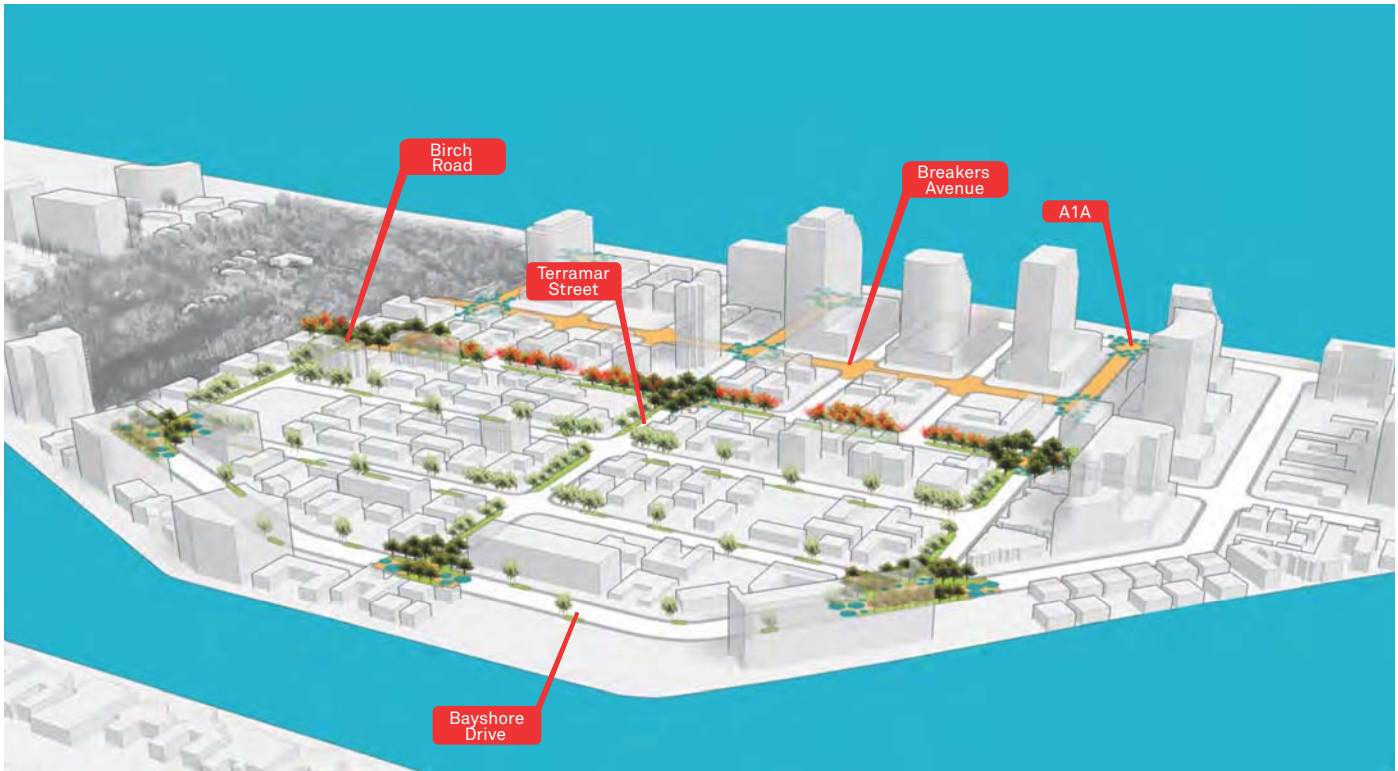 Birch
Road
Breakers
Avenue
A1A
Terramar
Street
Bayshore
Drive